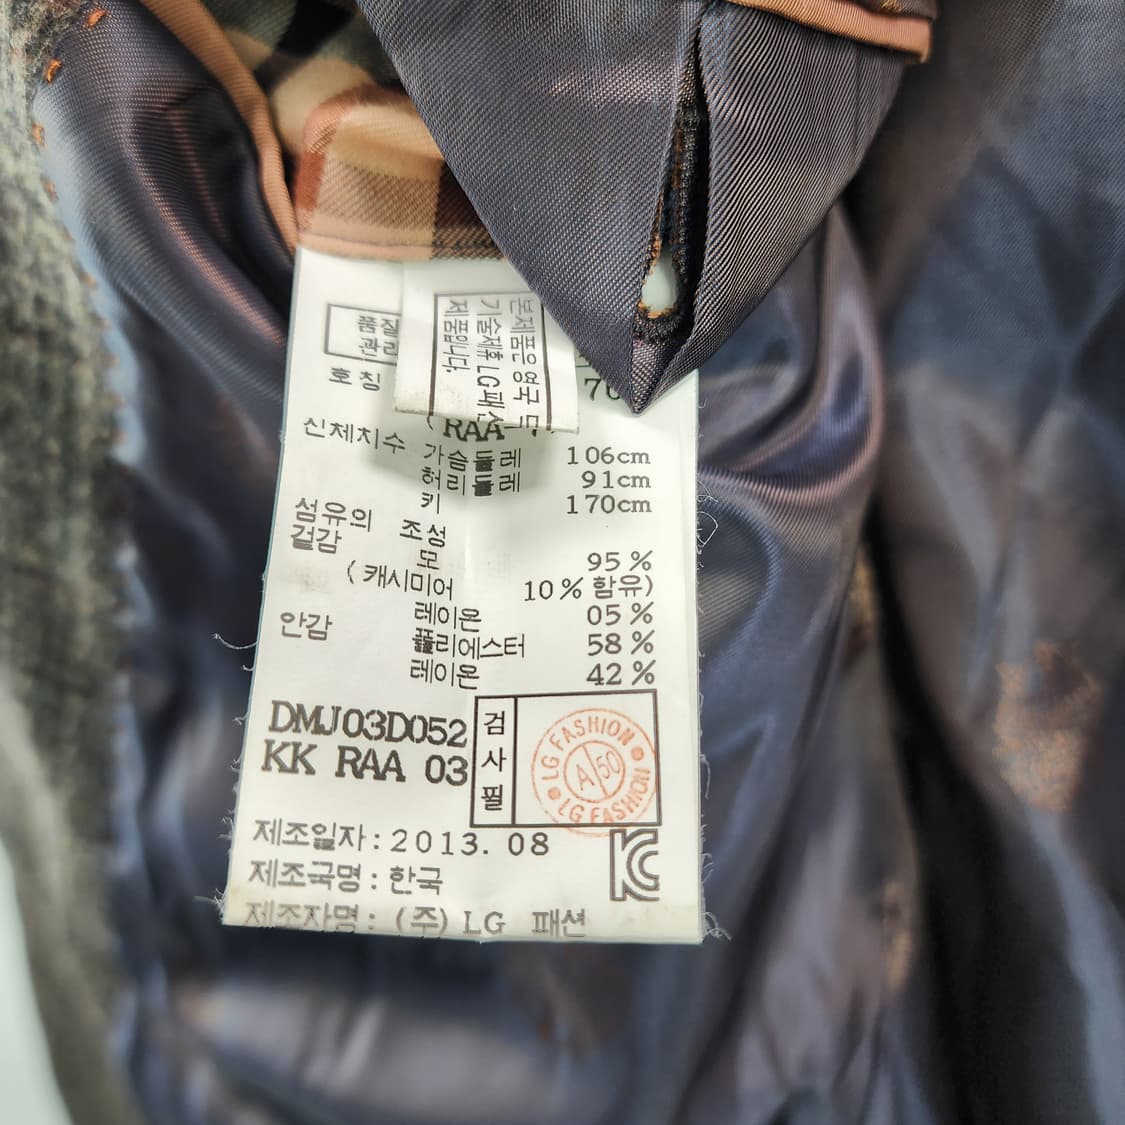 품질
관리
본제품은 영국
기술제휴 LG패션
제품입니다.
호칭
70
(RAA
신체치수
가슴둘레 106cm
허리둘레 91cm
키 170cm
섬유의 조성
겉감
모 95%
(캐시미어 10% 함유)
레이온 05%
안감
폴리에스터 58%
레이온 42%
DMJ03D052
KK RAA 03
검
사
필
LG FASHION
A/50
LG FASHION
제조일자:2013. 08
제조국명:한국
KC
제조자명:(주)LG 패션